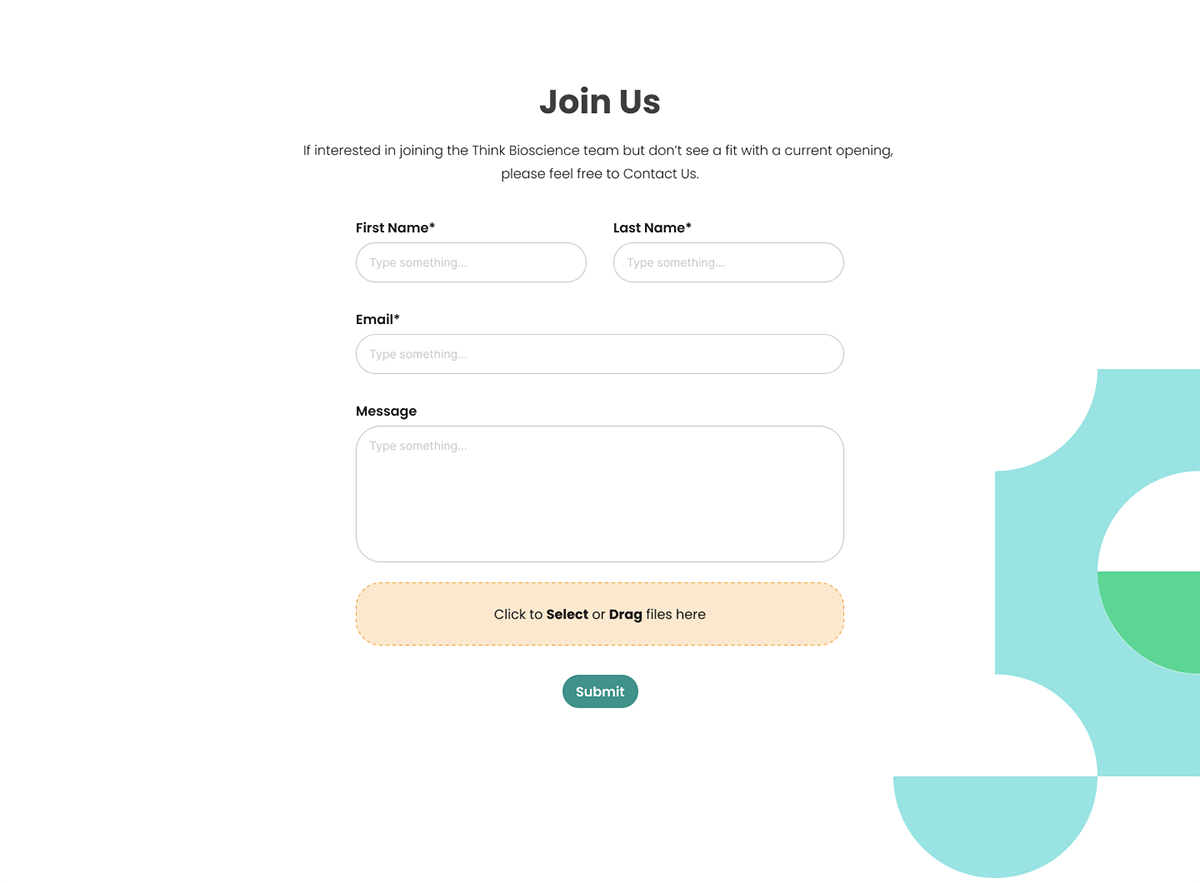 Join Us
If interested in joining the Think Bioscience team but don’t see a fit with a current opening,
please feel free to Contact Us.
First Name*
Last Name*
Type something...
Type something...
Email*
Type something...
Message
Type something...
Click to Select or Drag files here
Submit